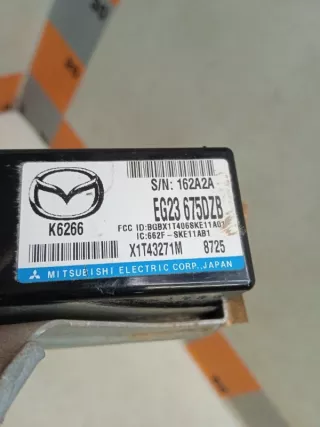 S/N: 162A2A
EG23 675DZB
K6266
FCC ID:BGBX1T406SKE11A01
IC:662F-SKE11AB1
X1T43271M 8725
MITSUBISHI ELECTRIC CORP.,JAPAN